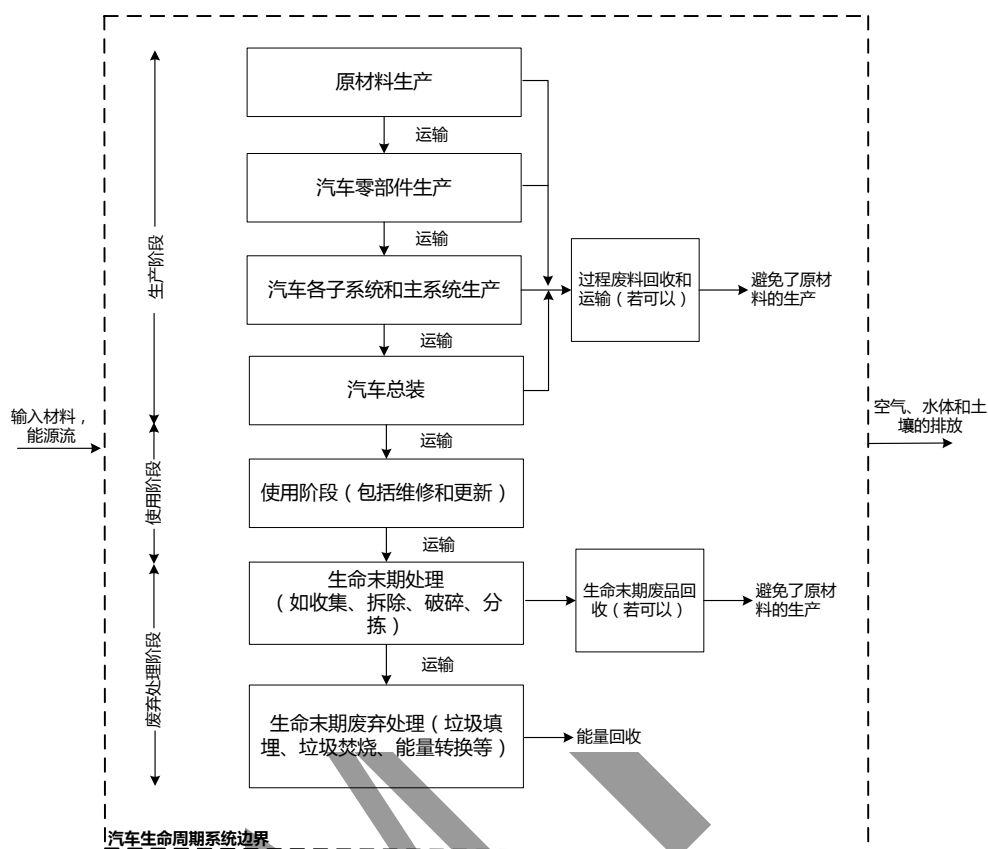 原材料生产
运输
汽车零部件生产
运输
汽车各子系统和主系统生产
过程废料回收和
运输（若可以）
避免了原材
料的生产
生产阶段
运输
汽车总装
输入材料，
能源流
空气、水体和土
壤的排放
运输
使用阶段
使用阶段（包括维修和更新）
运输
生命末期处理
（如收集、拆除、破碎、分
拣）
生命末期废品回
收（若可以）
避免了原材
料的生产
废弃处理阶段
运输
生命末期废弃处理（垃圾填
埋、垃圾焚烧、能量转换等）
能量回收
汽车生命周期系统边界